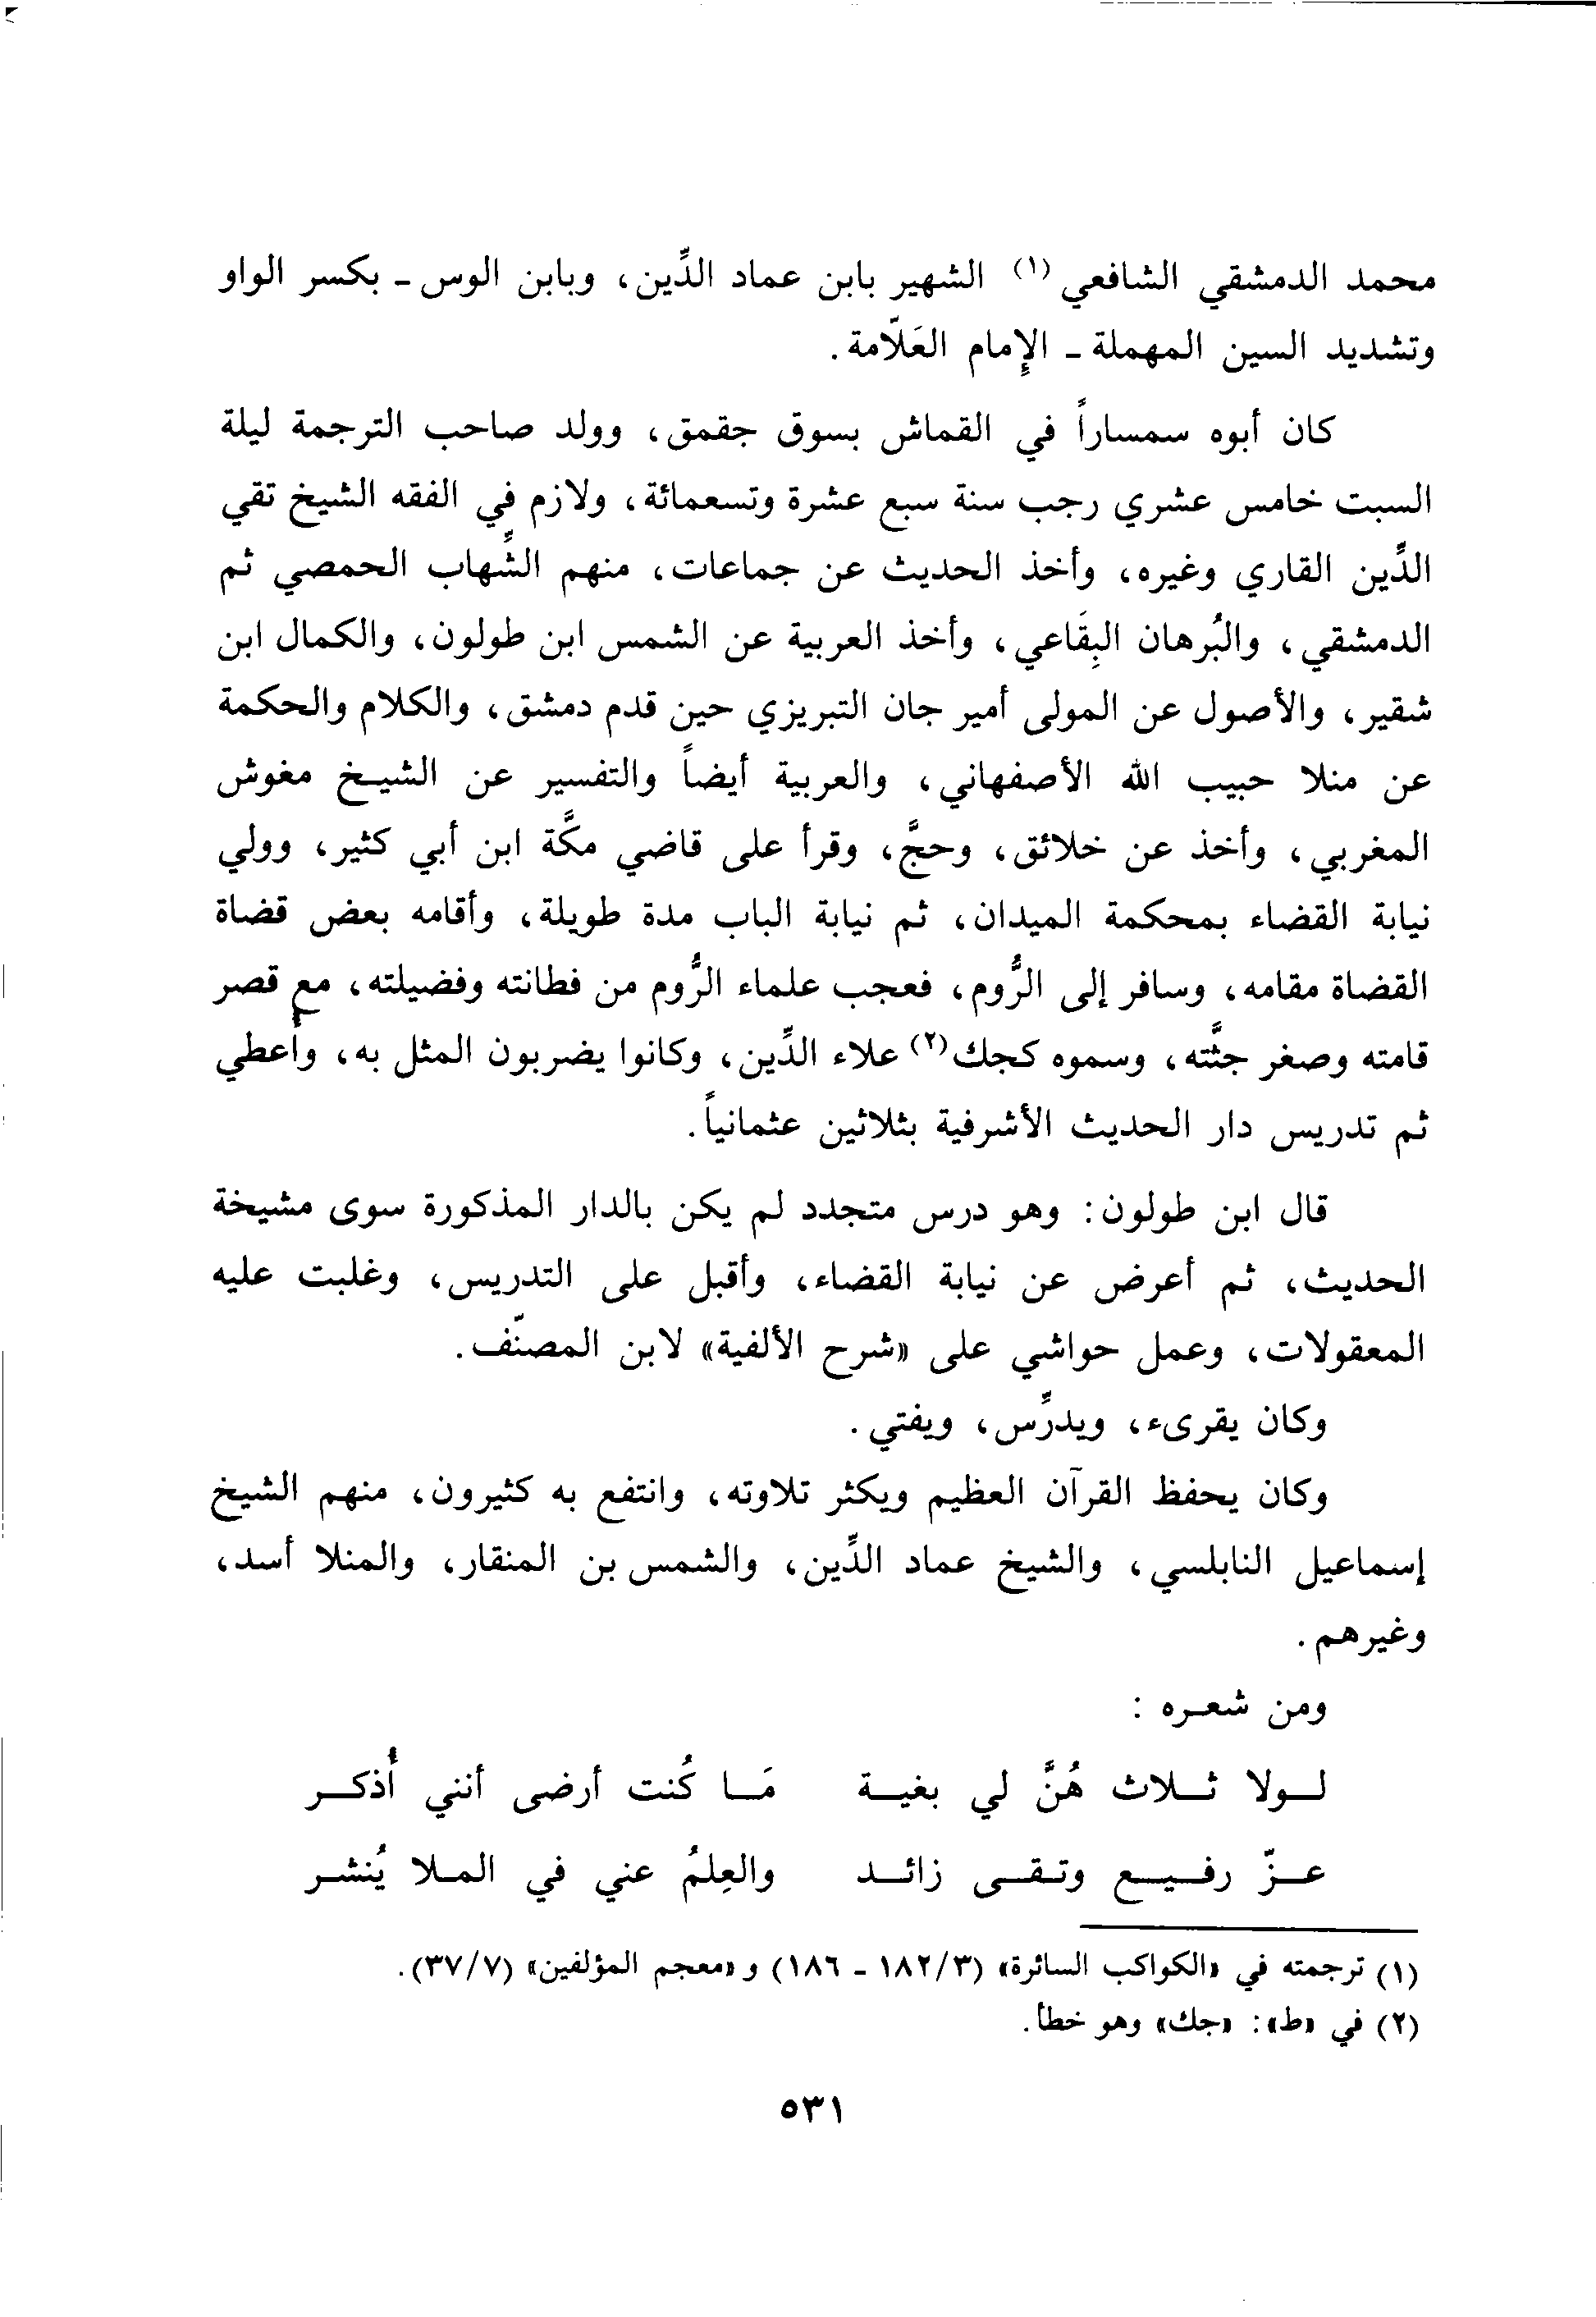 محمد الدمشقي الشافعي (١) الشهير بابن عماد الدِّين، وبابن الوس - بكسر الواو
وتشديد السين المهملة - الإِمام العَلاّمة.
كان أبوه سمساراً في القماش بسوق جقمق، وولد صاحب الترجمة ليلة
السبت خامس عشري رجب سنة سبع عشرة وتسعمائة، ولازم في الفقه الشيخ تقي
الدِّين القاري وغيره، وأخذ الحديث عن جماعات، منهم الشِّهاب الحمصي ثم
الدمشقي، والبُرهان البِقَاعي، وأخذ العربية عن الشمس ابن طولون، والكمال ابن
شقير، والأصول عن المولى أمير جان التبريزي حين قدم دمشق، والكلام والحكمة
عن منلا حبيب الله الأصفهاني، والعربية أيضاً والتفسير عن الشيخ مغوش
المغربي، وأخذ عن خلائق، وحجَّ، وقرأ على قاضي مكَّة ابن أبي كثير، وولي
نيابة القضاء بمحكمة الميدان، ثم نيابة الباب مدة طويلة، وأقامه بعض قضاة
القضاة مقامه، وسافر إلى الرُّوم، فعجب علماء الرُّوم من فطانته وفضيلته، مع قصر
قامته وصغر جثَّته، وسموه كجك(٢) علاء الدِّين، وكانوا يضربون المثل به، وأُعطي
ثم تدريس دار الحديث الأشرفية بثلاثين عثمانياً.
قال ابن طولون: وهو درس متجدد لم يكن بالدار المذكورة سوى مشيخة
الحديث، ثم أعرض عن نيابة القضاء، وأقبل على التدريس، وغلبت عليه
المعقولات، وعمل حواشي على «شرح الألفية» لابن المصنّف.
وكان يقرىء، ويدرِّس، ويفتي.
وكان يحفظ القرآن العظيم ويكثر تلاوته، وانتفع به كثيرون، منهم الشيخ
إسماعيل النابلسي، والشيخ عماد الدِّين، والشمس بن المنقار، والمنلا أسد،
وغيرهم.
ومن شعره :
لولا ثلاث هُنَّ لي بغية مَا كُنت أرضى أنني أُذكر
عزّ رفيع وتقى زائد والعِلمُ عني في الملا يُنشر
(١) ترجمته في «الكواكب السائرة» (١٨٢/٣ - ١٨٦) و «معجم المؤلفين» (٣٧/٧).
(٢) في «ط»: «جك» وهو خطأ.
٥٣١